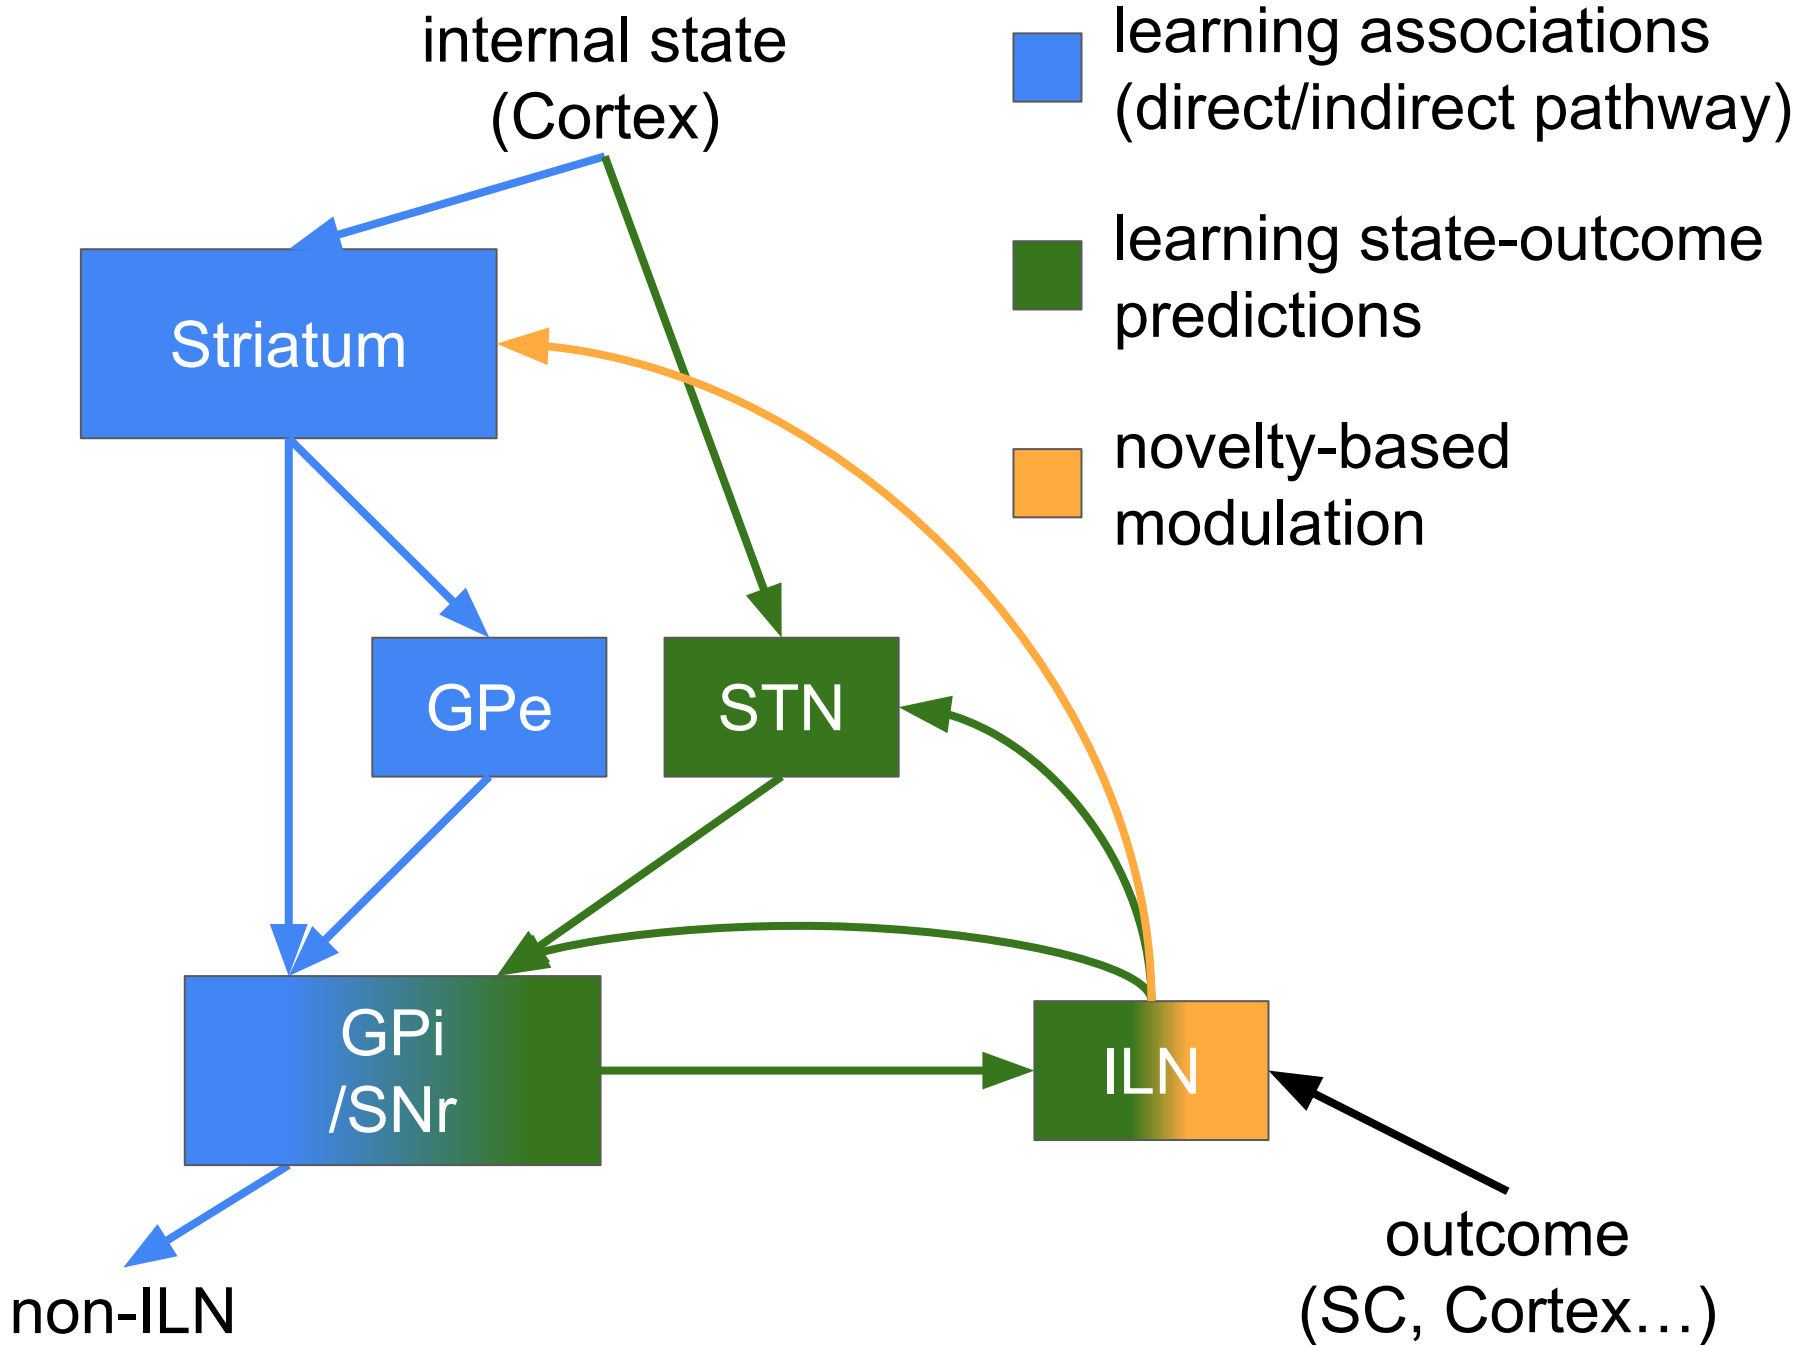 internal state
(Cortex)
learning associations
(direct/indirect pathway)
learning state-outcome
predictions
novelty-based
modulation
Striatum
GPe
STN
GPi
/SNr
ILN
non-ILN
outcome
(SC, Cortex…)